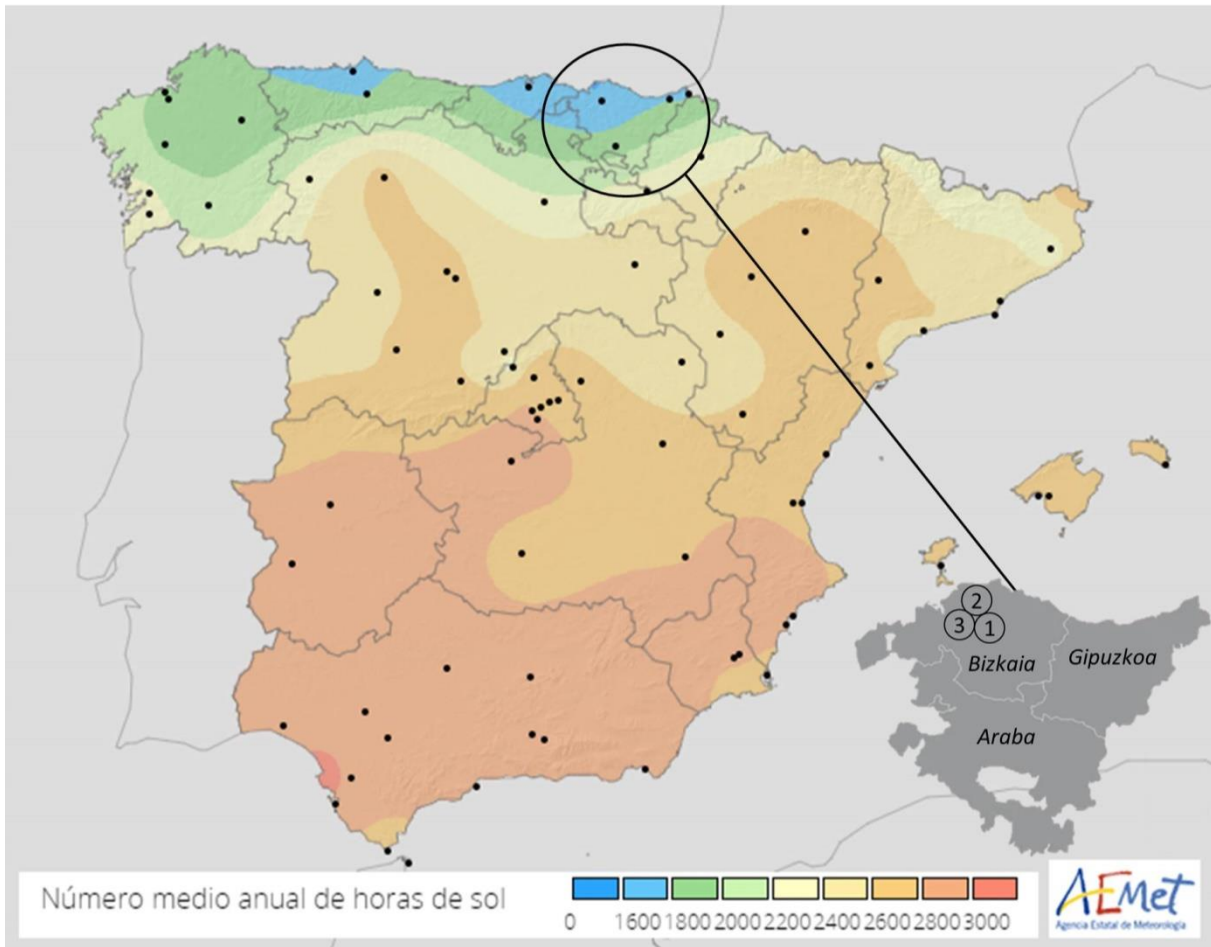 2
3 1
Bizkaia
Gipuzkoa
Araba
Número medio anual de horas de sol
0 1600 1800 2000 2200 2400 2600 2800 3000
AEMet
Agencia Estatal de Meteorología